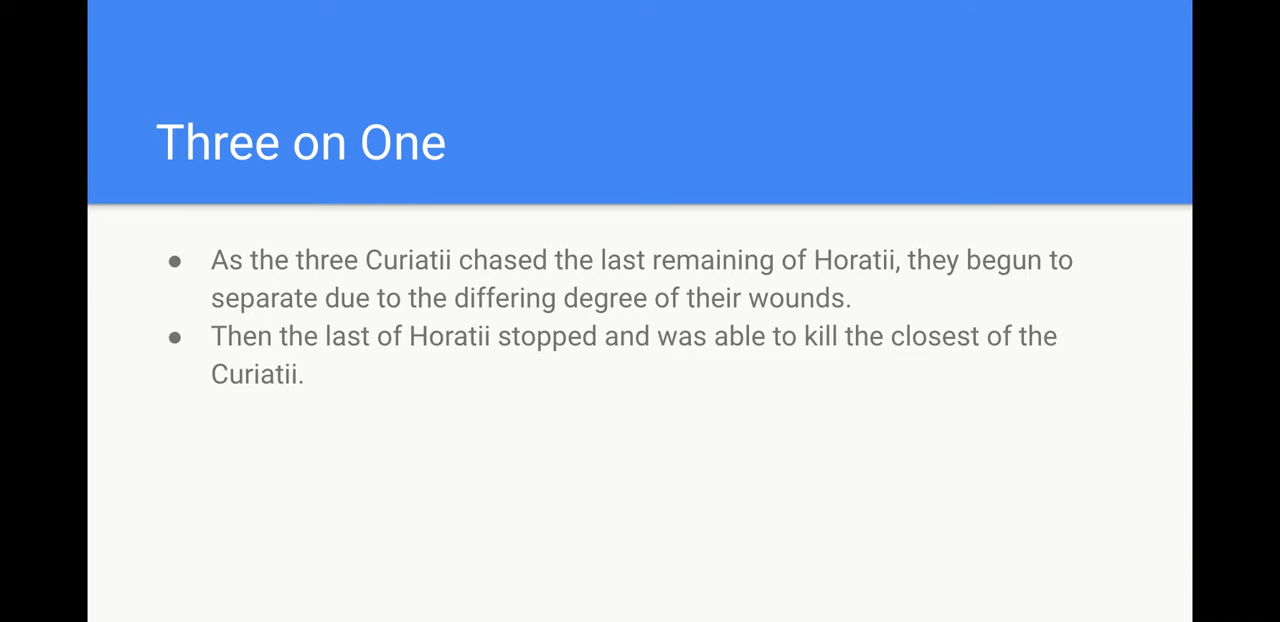 Three on One
● As the three Curiatii chased the last remaining of Horatii, they begun to
separate due to the differing degree of their wounds.
● Then the last of Horatii stopped and was able to kill the closest of the
Curiatii.